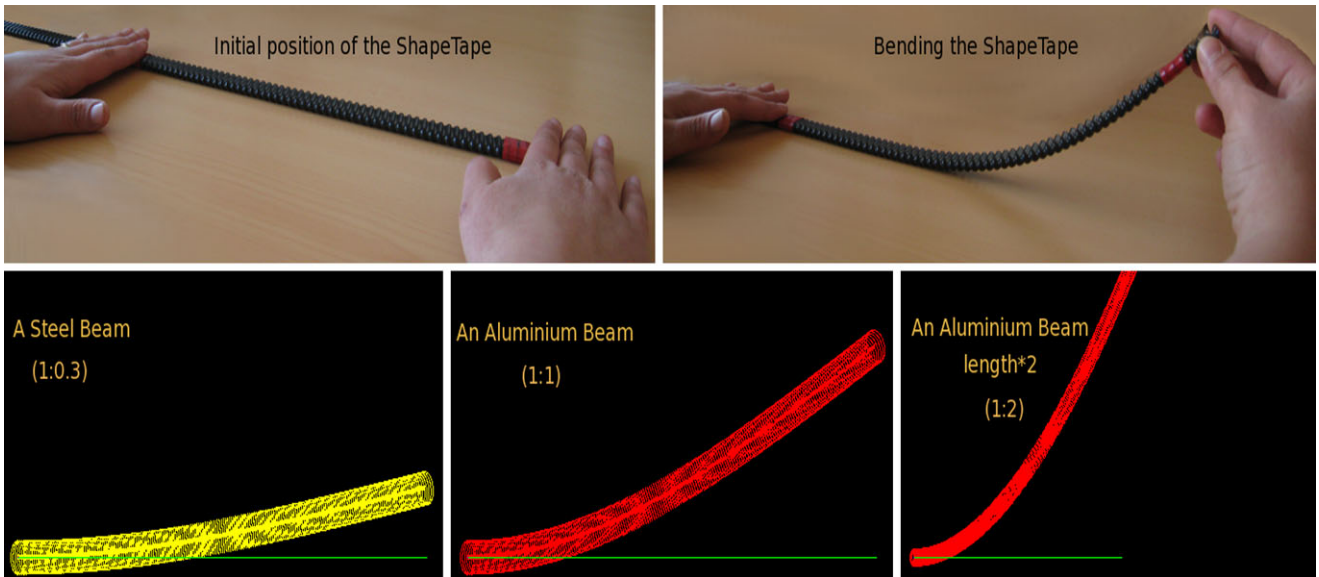 Initial position of the ShapeTape
Bending the ShapeTape
A Steel Beam
(1:0.3)
An Aluminium Beam
(1:1)
An Aluminium Beam
length*2
(1:2)